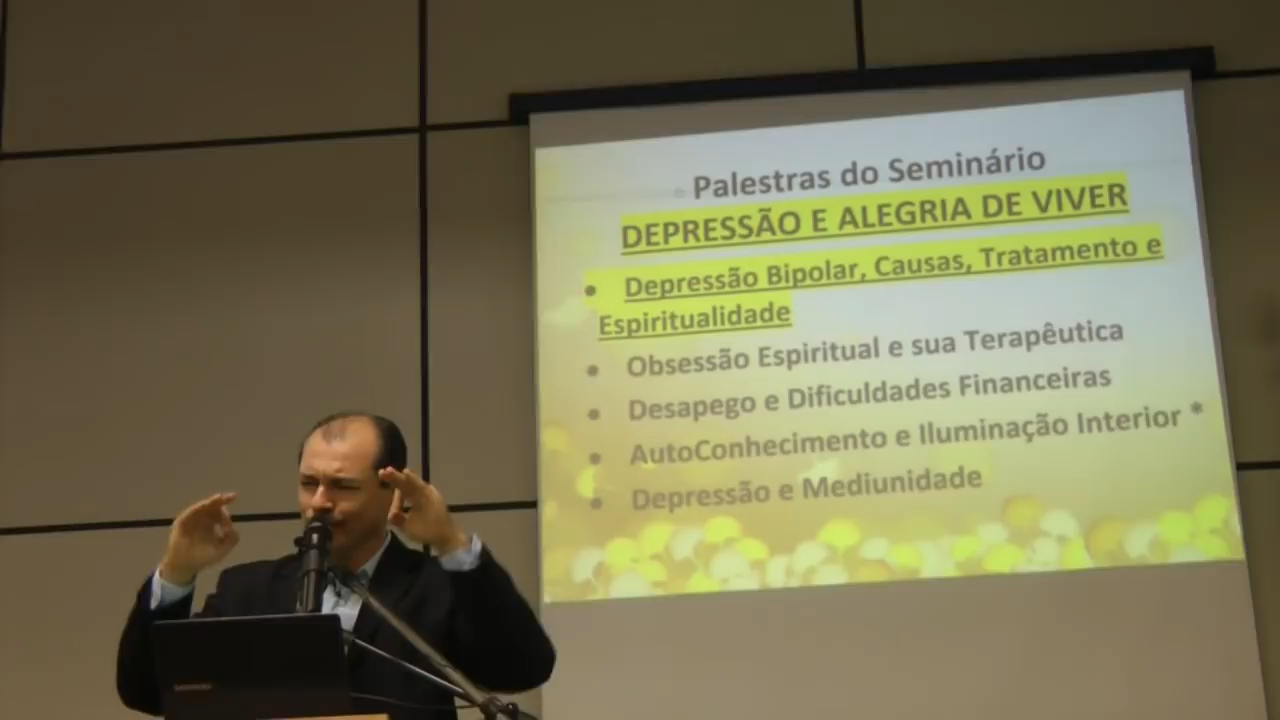 Palestras do Seminário
DEPRESSÃO E ALEGRIA DE VIVER
• Depressão Bipolar, Causas, Tratamento e
Espiritualidade
• Obsessão Espiritual e sua Terapêutica
• Desapego e Dificuldades Financeiras
• AutoConhecimento e Iluminação Interior *
• Depressão e Mediunidade